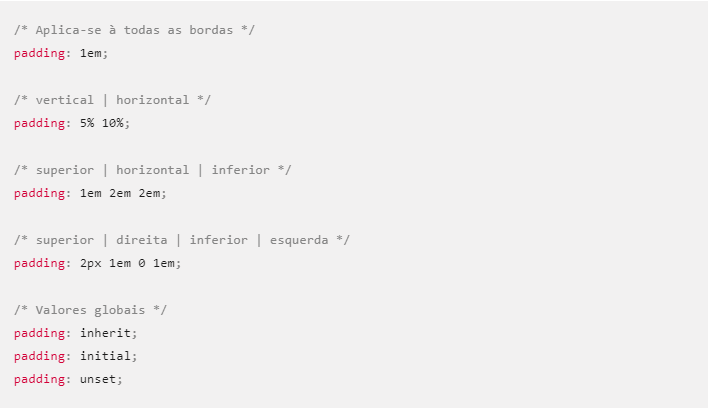 /* Aplica-se à todas as bordas */
padding: 1em;
/* vertical | horizontal */
padding: 5% 10%;
/* superior | horizontal | inferior */
padding: 1em 2em 2em;
/* superior | direita | inferior | esquerda */
padding: 2px 1em 0 1em;
/* Valores globais */
padding: inherit;
padding: initial;
padding: unset;